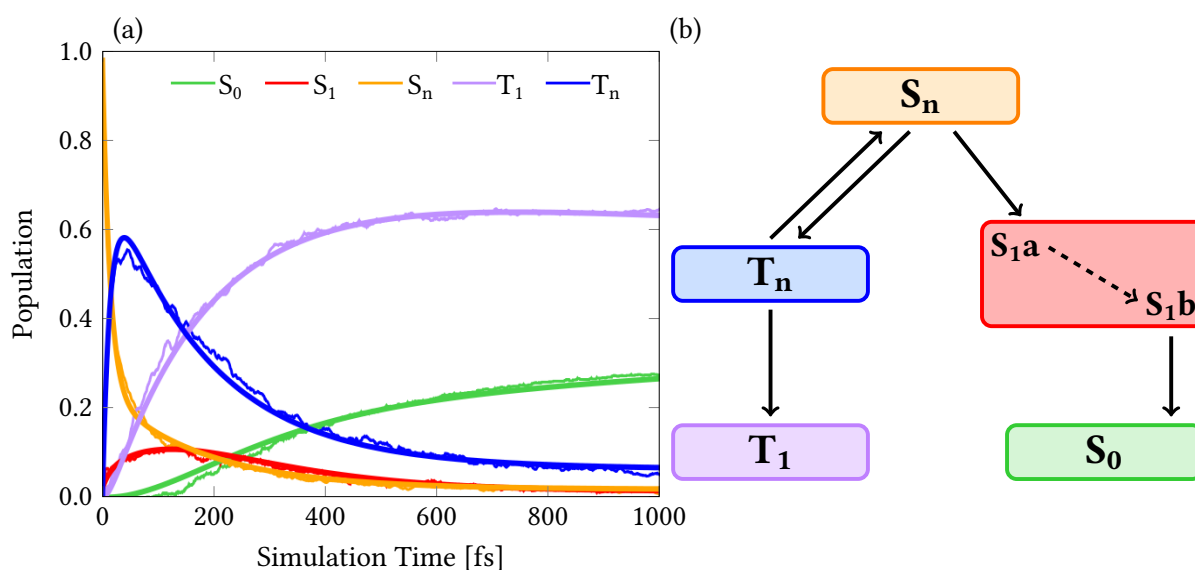 (a)
1.0
0.8
0.6
0.4
0.2
0.0
Population
S₀ S₁ Sₙ T₁ Tₙ
0 200 400 600 800 1000
Simulation Time [fs]
(b)
Sₙ
S₁a
Tₙ
S₁b
T₁ S₀